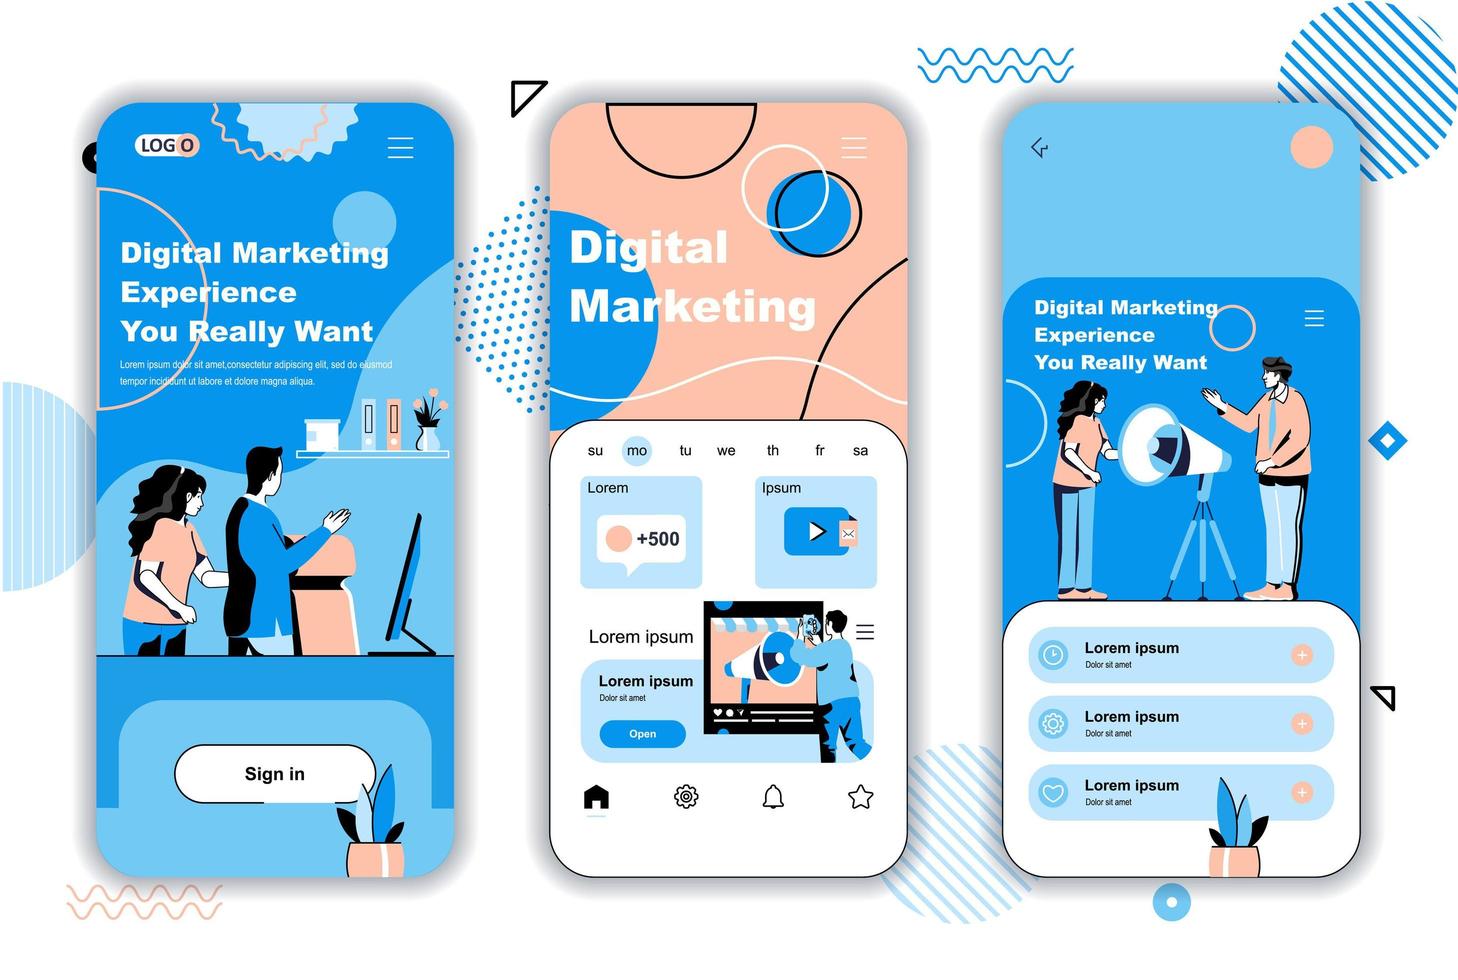 LOGO
Digital Marketing
Experience
You Really Want
Lorem ipsum dolor sit amet,consectetur adipiscing elit, sed do eiusmod
tempor incididunt ut labore et dolore magna aliqua.
Sign in
Digital
Marketing
su mo tu we th fr sa
Lorem
+500
Ipsum
Lorem ipsum
Lorem ipsum
Dolor sit amet
Open
Digital Marketing
Experience
You Really Want
Lorem ipsum
Dolor sit amet
Lorem ipsum
Dolor sit amet
Lorem ipsum
Dolor sit amet